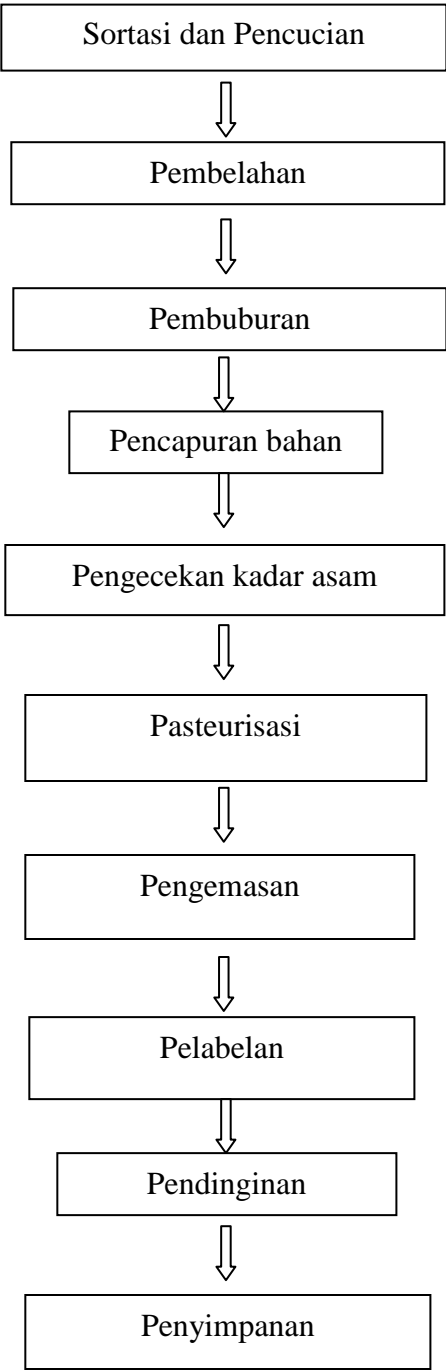 Sortasi dan Pencucian
Pembelahan
Pembuburan
Pencapuran bahan
Pengecekan kadar asam
Pasteurisasi
Pengemasan
Pelabelan
Pendinginan
Penyimpanan